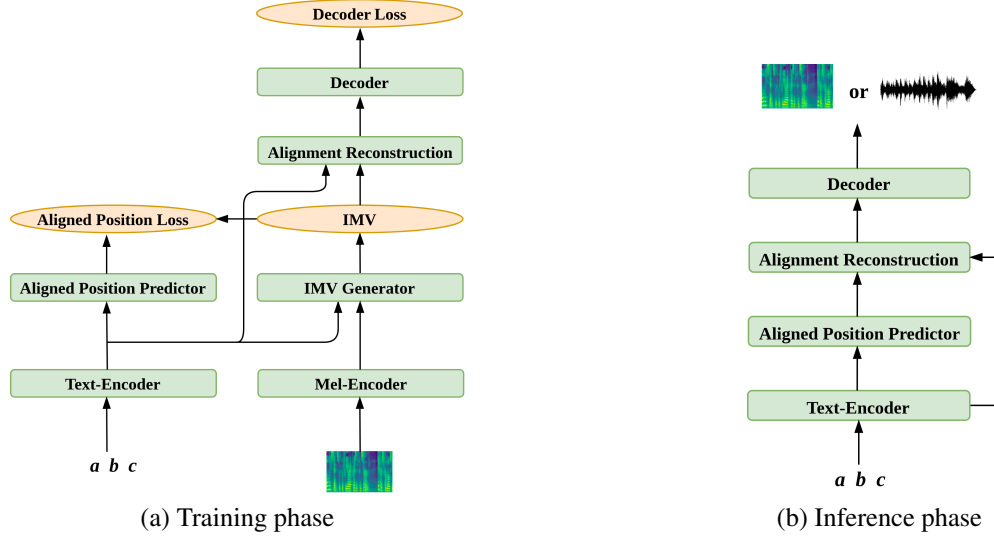 Decoder Loss
Decoder
Alignment Reconstruction
Aligned Position Loss
IMV
Aligned Position Predictor
IMV Generator
Text-Encoder
Mel-Encoder
a b c
(a) Training phase
or
Decoder
Alignment Reconstruction
Aligned Position Predictor
Text-Encoder
a b c
(b) Inference phase